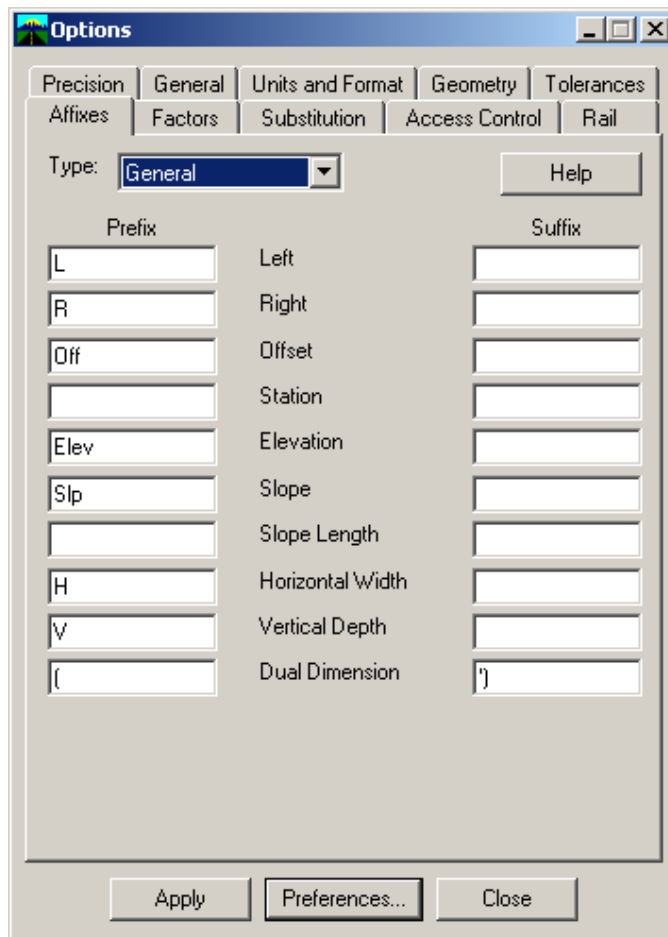 Options
Precision General Units and Format Geometry Tolerances
Affixes Factors Substitution Access Control Rail
Type: General Help
Prefix Suffix
L Left
R Right
Off Offset
Station
Elev Elevation
Slp Slope
Slope Length
H Horizontal Width
V Vertical Depth
( Dual Dimension ')
Apply Preferences... Close